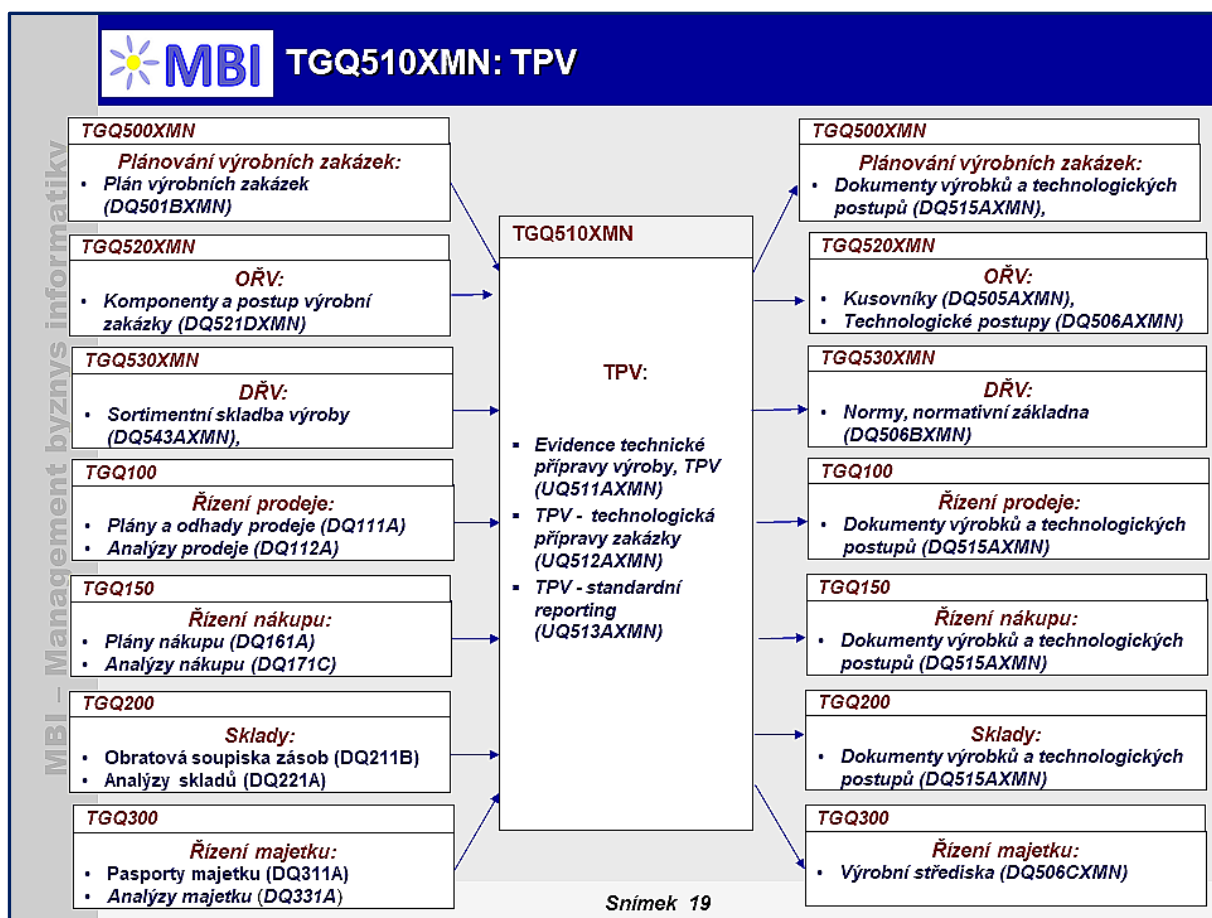 MBI
TGQ510XMN: TPV
MBI – Management byznys informatiky
TGQ500XMN
Plánování výrobních zakázek:
• Plán výrobních zakázek
(DQ501BXMN)
TGQ520XMN
OŘV:
• Komponenty a postup výrobní
zakázky (DQ521DXMN)
TGQ530XMN
DŘV:
• Sortimentní skladba výroby
(DQ543AXMN),
TGQ100
Řízení prodeje:
• Plány a odhady prodeje (DQ111A)
• Analýzy prodeje (DQ112A)
TGQ150
Řízení nákupu:
• Plány nákupu (DQ161A)
• Analýzy nákupu (DQ171C)
TGQ200
Sklady:
• Obratová soupiska zásob (DQ211B)
• Analýzy skladů (DQ221A)
TGQ300
Řízení majetku:
• Pasporty majetku (DQ311A)
• Analýzy majetku (DQ331A)
TGQ510XMN
TPV:
▪ Evidence technické
přípravy výroby, TPV
(UQ511AXMN)
▪ TPV - technologická
přípravy zakázky
(UQ512AXMN)
▪ TPV - standardní
reporting
(UQ513AXMN)
TGQ500XMN
Plánování výrobních zakázek:
• Dokumenty výrobků a technologických
postupů (DQ515AXMN),
TGQ520XMN
OŘV:
• Kusovníky (DQ505AXMN),
• Technologické postupy (DQ506AXMN)
TGQ530XMN
DŘV:
• Normy, normativní základna
(DQ506BXMN)
TGQ100
Řízení prodeje:
• Dokumenty výrobků a technologických
postupů (DQ515AXMN)
TGQ150
Řízení nákupu:
• Dokumenty výrobků a technologických
postupů (DQ515AXMN)
TGQ200
Sklady:
• Dokumenty výrobků a technologických
postupů (DQ515AXMN)
TGQ300
Řízení majetku:
• Výrobní střediska (DQ506CXMN)
Snímek 19